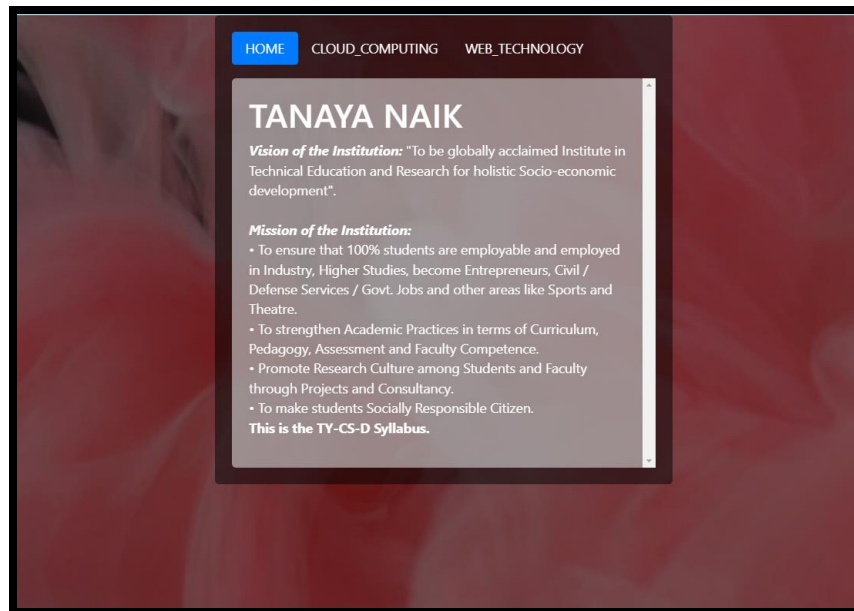 HOME CLOUD_COMPUTING WEB_TECHNOLOGY
TANAYA NAIK
Vision of the Institution: "To be globally acclaimed Institute in
Technical Education and Research for holistic Socio-economic
development".
Mission of the Institution:
• To ensure that 100% students are employable and employed
in Industry, Higher Studies, become Entrepreneurs, Civil /
Defense Services / Govt. Jobs and other areas like Sports and
Theatre.
• To strengthen Academic Practices in terms of Curriculum,
Pedagogy, Assessment and Faculty Competence.
• Promote Research Culture among Students and Faculty
through Projects and Consultancy.
• To make students Socially Responsible Citizen.
This is the TY-CS-D Syllabus.